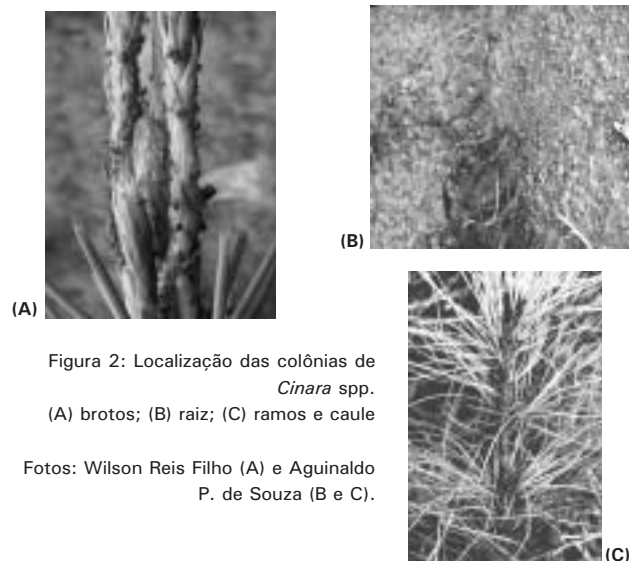 (A)
(B)
Figura 2: Localização das colônias de
Cinara spp.
(A) brotos; (B) raiz; (C) ramos e caule
Fotos: Wilson Reis Filho (A) e Aguinaldo
P. de Souza (B e C).
(C)